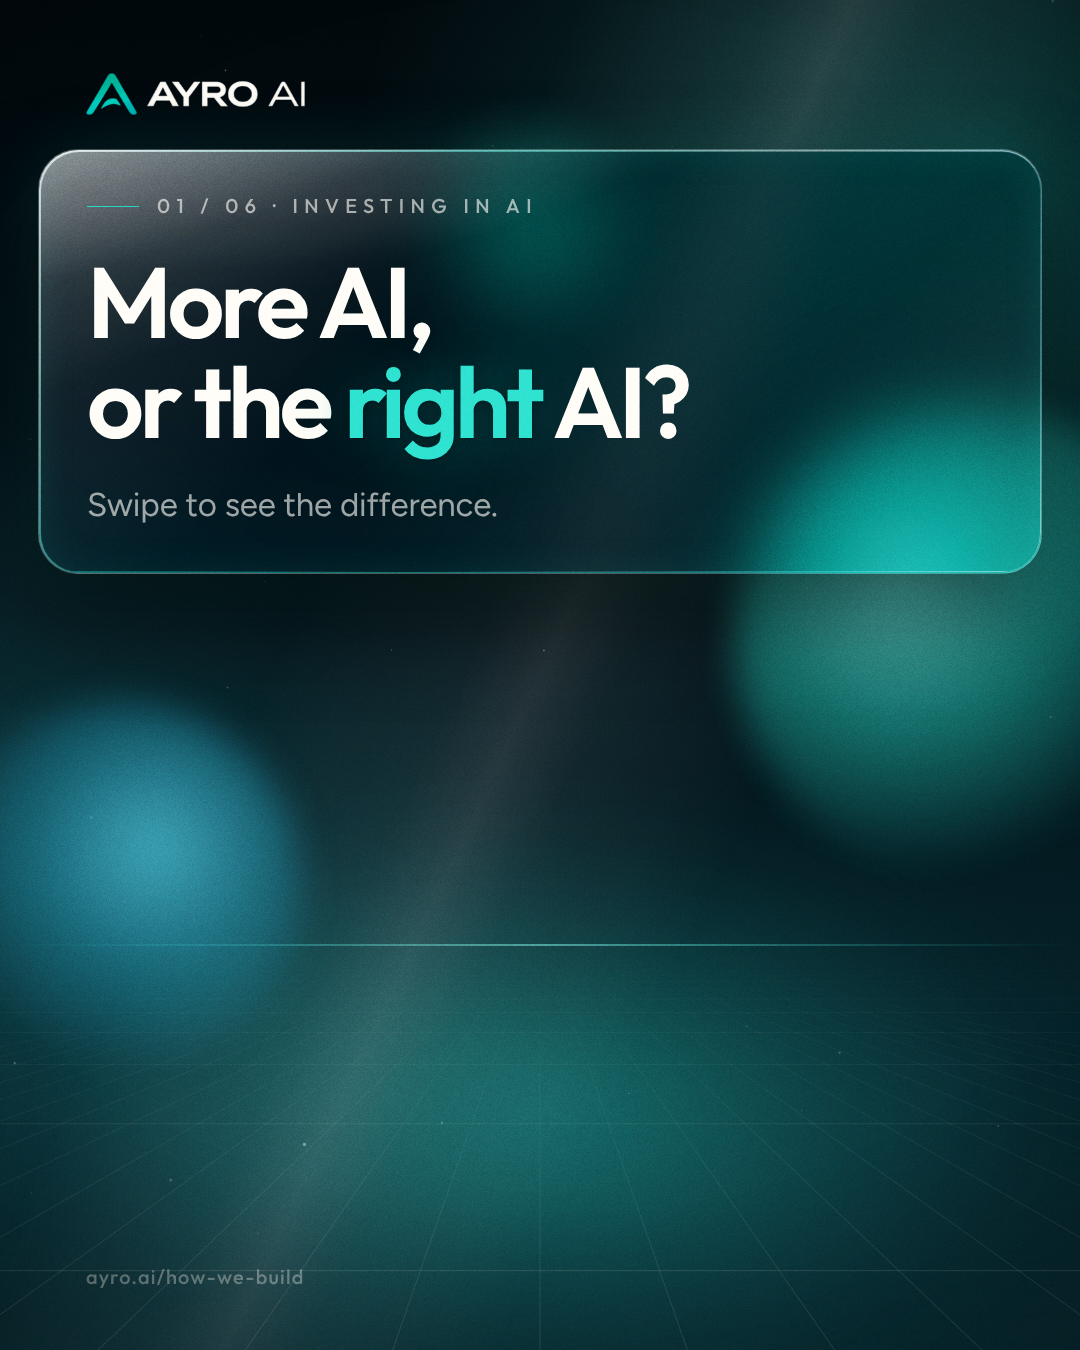 AYRO AI
01 / 06 · INVESTING IN AI
More AI,
or the right AI?
Swipe to see the difference.
ayro.ai/how-we-build